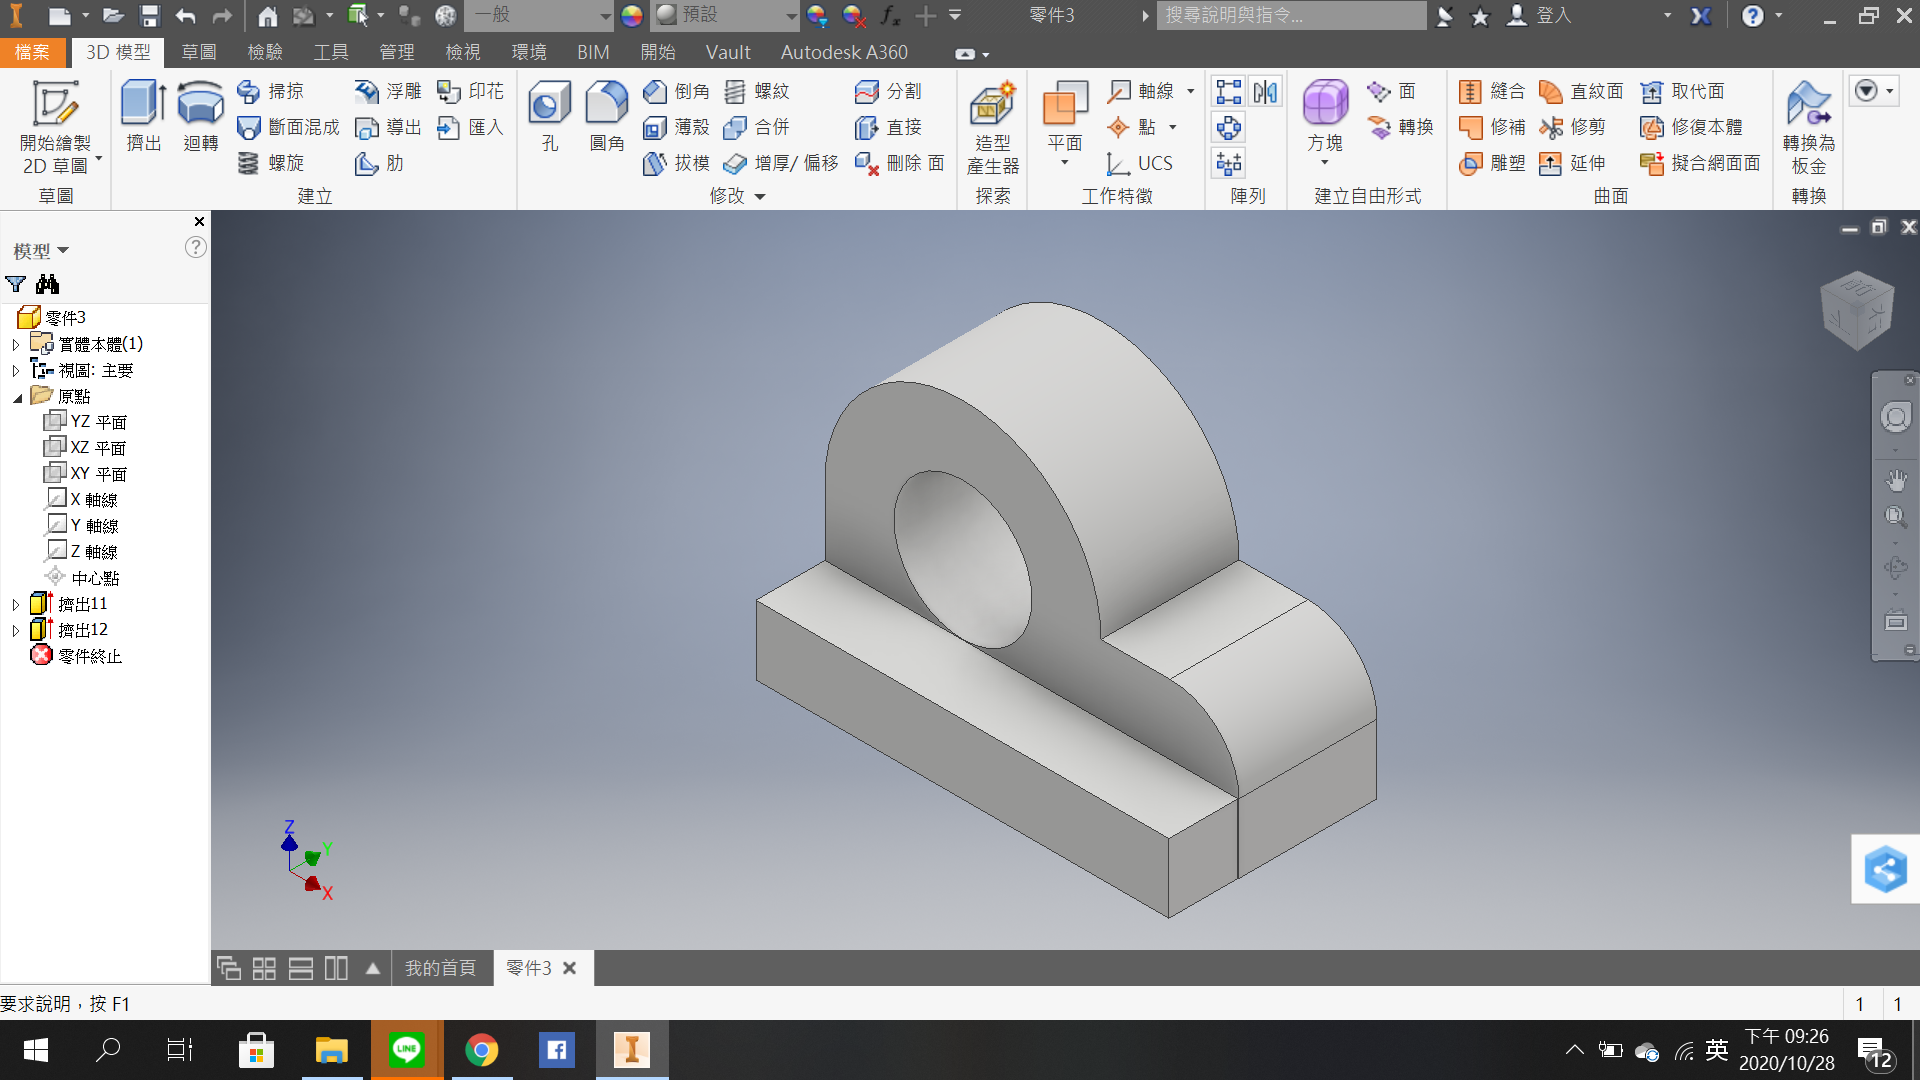 一般
預設
零件3
搜尋說明與指令...
登入
檔案
3D 模型
草圖
檢驗
工具
管理
檢視
環境
BIM
開始
Vault
Autodesk A360
開始繪製
2D 草圖
草圖
擠出
迴轉
掃掠
斷面混成
螺旋
浮雕
導出
肋
印花
匯入
建立
孔
圓角
倒角
薄殼
拔模
螺紋
合併
增厚/ 偏移
分割
直接
刪除 面
修改
造型
產生器
探索
平面
軸線
點
UCS
工作特徵
陣列
方塊
面
轉換
建立自由形式
縫合
修補
雕塑
直紋面
修剪
延伸
取代面
修復本體
擬合網面面
曲面
轉換為
板金
轉換
模型
零件3
實體本體(1)
視圖: 主要
原點
YZ 平面
XZ 平面
XY 平面
X 軸線
Y 軸線
Z 軸線
中心點
擠出11
擠出12
零件終止
Z
Y
X
我的首頁
零件3
要求說明，按 F1
1
1
LINE
英
下午 09:26
2020/10/28
12